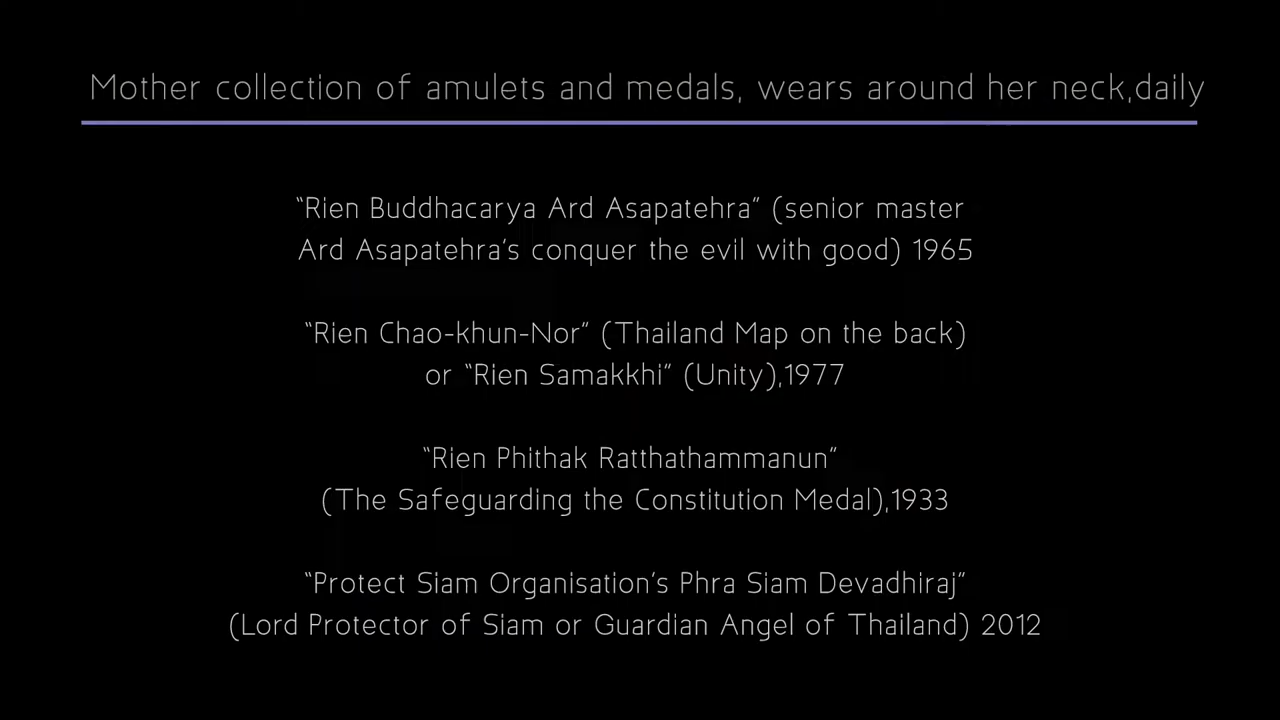 Mother collection of amulets and medals, wears around her neck,daily
“Rien Buddhacarya Ard Asapatehra” (senior master
Ard Asapatehra’s conquer the evil with good) 1965
“Rien Chao-khun-Nor” (Thailand Map on the back)
or “Rien Samakkhi” (Unity),1977
“Rien Phithak Ratthathammanun”
(The Safeguarding the Constitution Medal),1933
“Protect Siam Organisation’s Phra Siam Devadhiraj”
(Lord Protector of Siam or Guardian Angel of Thailand) 2012